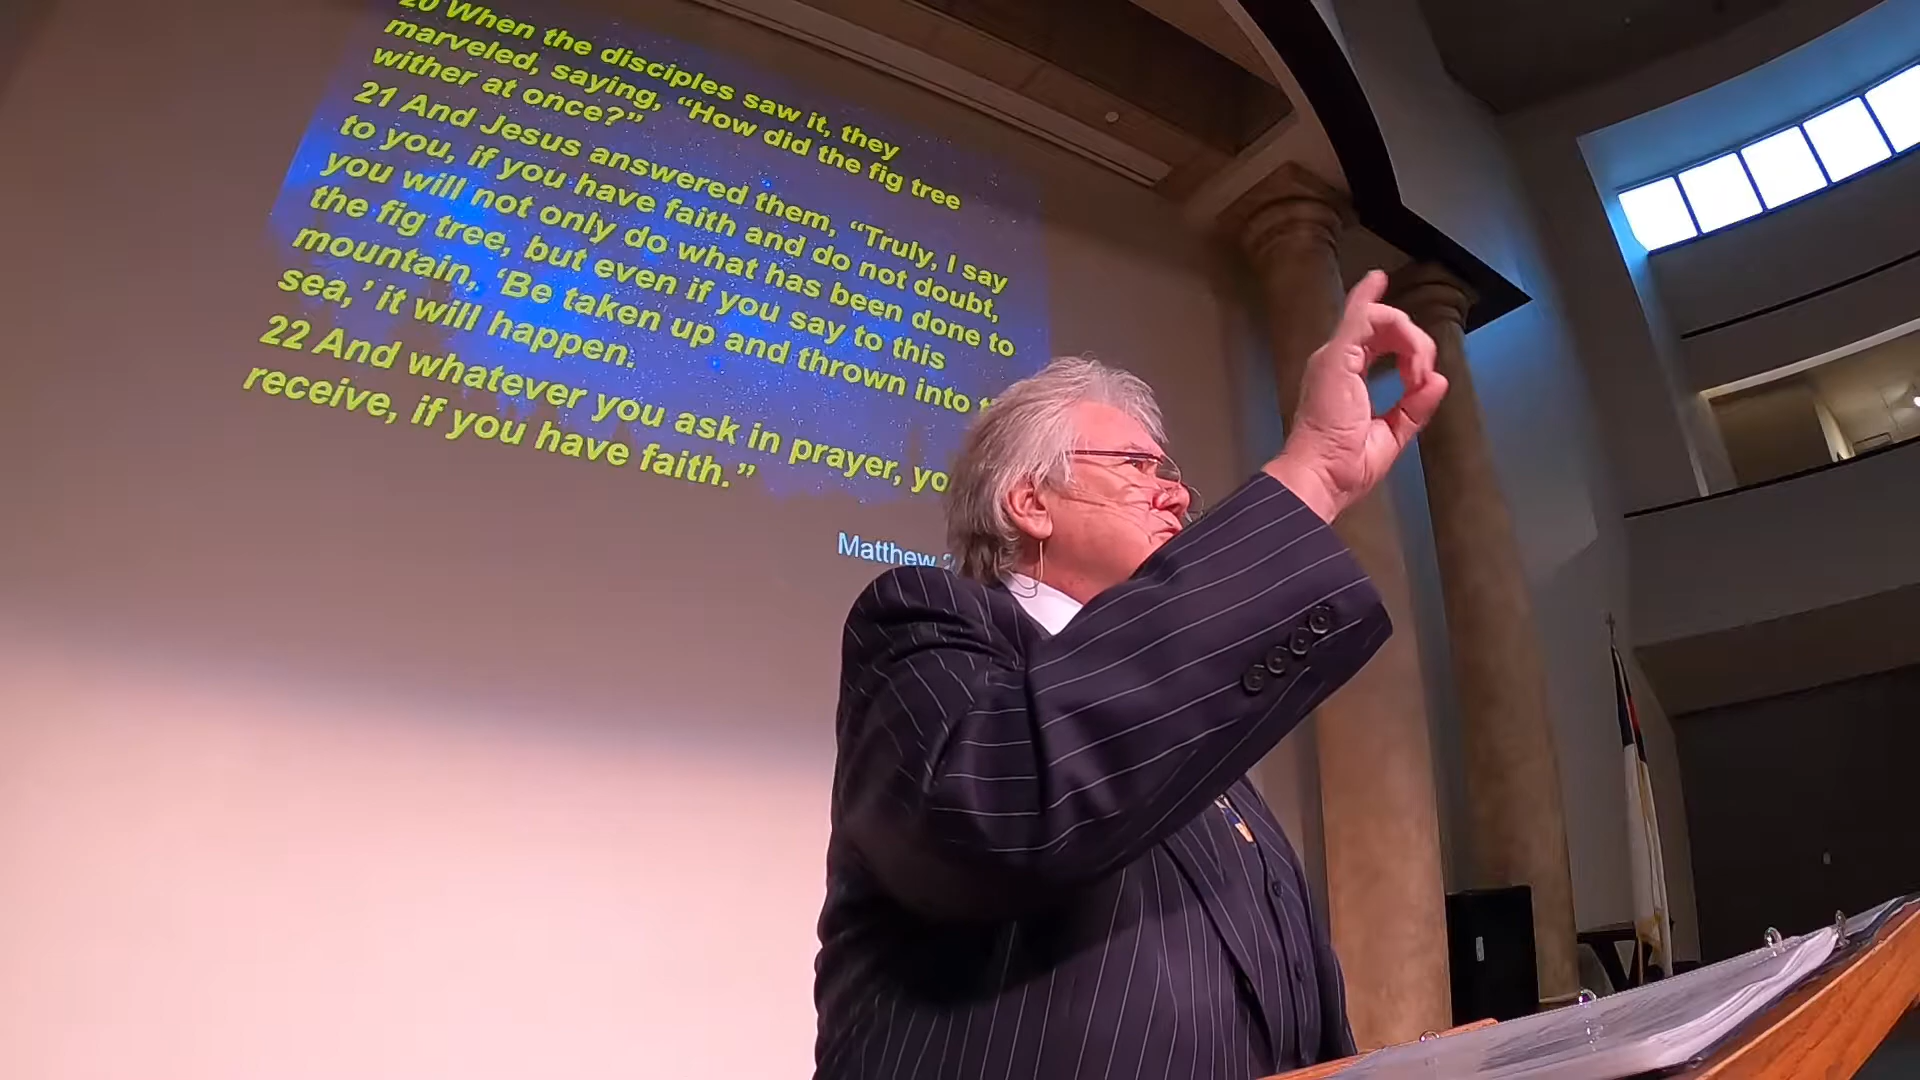 20 When the disciples saw it, they
marveled, saying, “How did the fig tree
wither at once?”
21 And Jesus answered them, “Truly, I say
to you, if you have faith and do not doubt,
you will not only do what has been done to
the fig tree, but even if you say to this
mountain, ‘Be taken up and thrown into
sea,’ it will happen.
22 And whatever you ask in prayer,
receive, if you have faith.”
Matthew